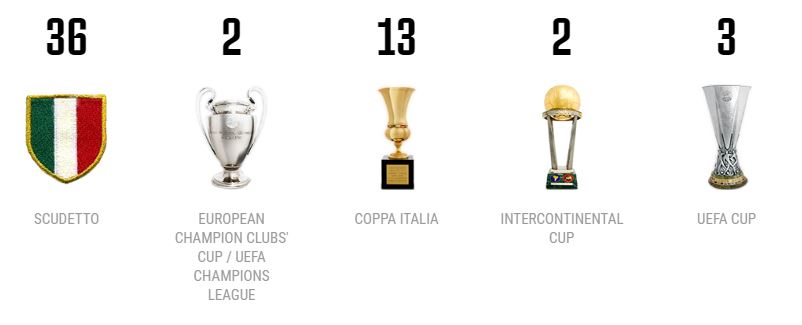 36
2
13
2
3
SCUDETTO
EUROPEAN
CHAMPION CLUBS'
CUP / UEFA
CHAMPIONS
LEAGUE
COPPA ITALIA
INTERCONTINENTAL
CUP
UEFA CUP